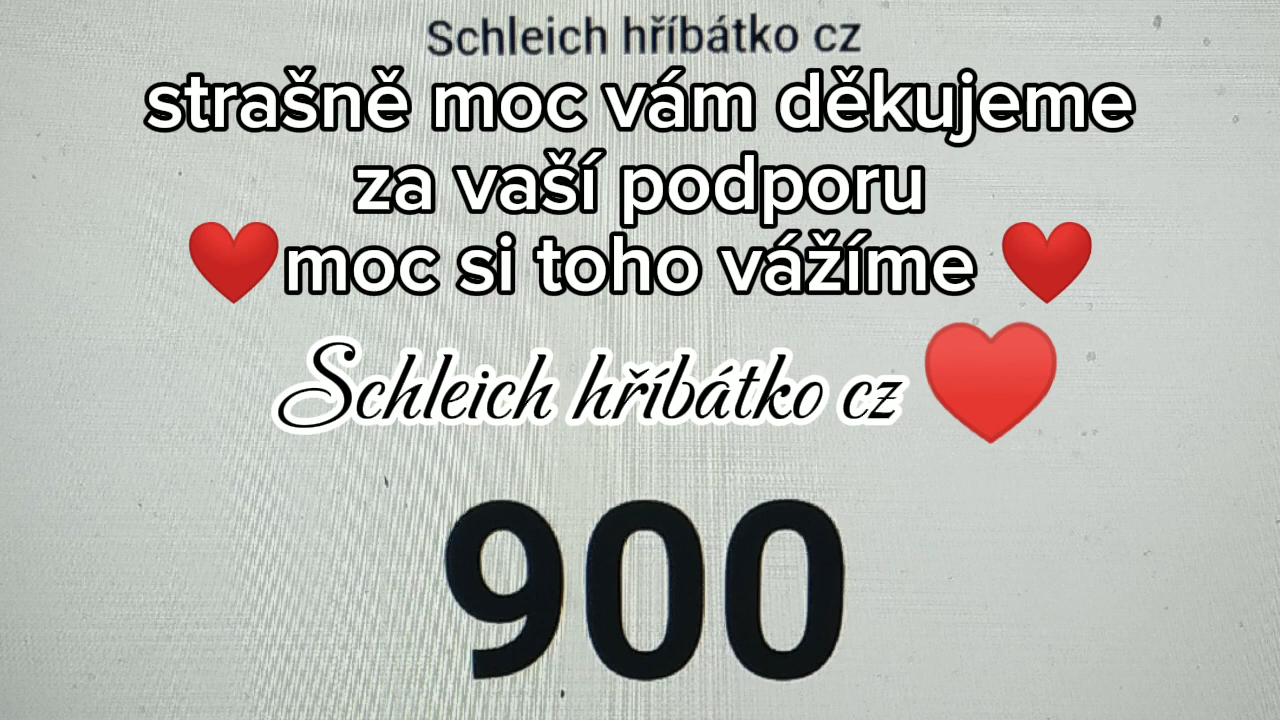 Schleich hříbátko cz
strašně moc vám děkujeme
za vaší podporu
❤️moc si toho vážíme ❤️
Schleich hříbátko cz ❤️
900